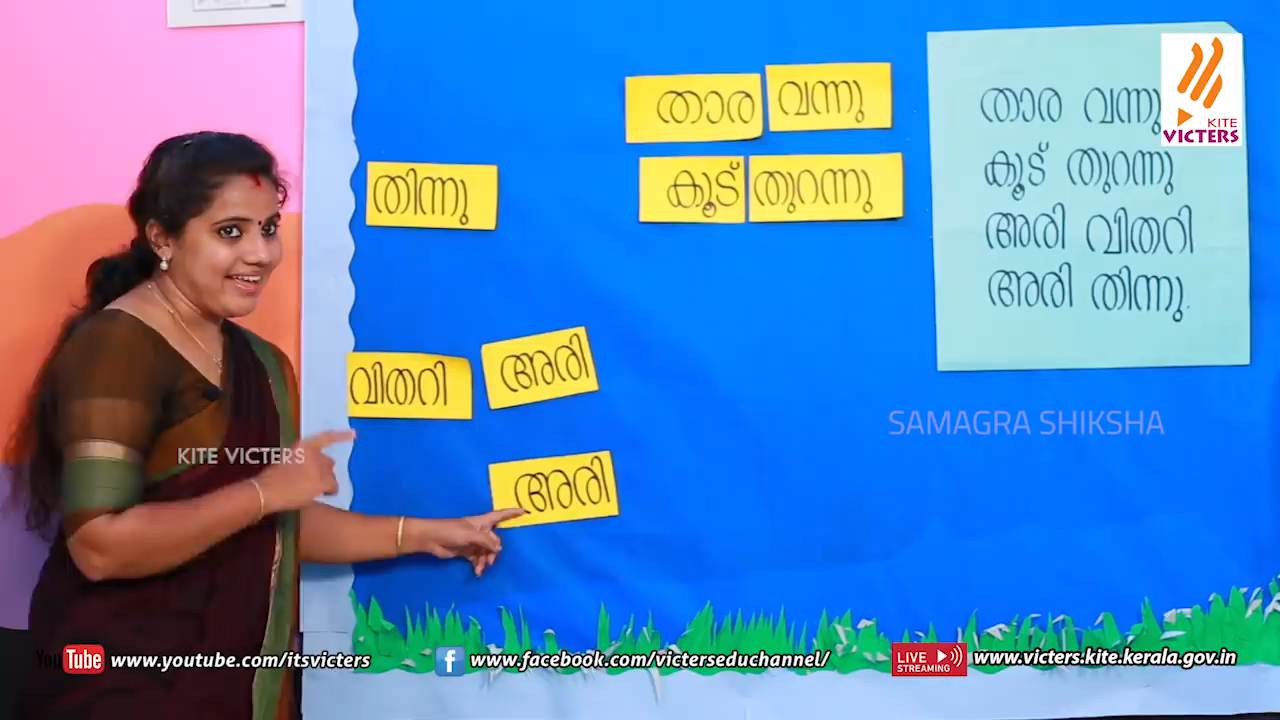 താര വന്നു
കൂട് തുറന്നു
തിന്നു
വിതറി
അരി
അരി
താര വന്നു
കൂട് തുറന്നു
അരി വിതറി
അരി തിന്നു.
KITE
VICTERS
SAMAGRA SHIKSHA
KITE VICTERS
YouTube www.youtube.com/itsvicters
f www.facebook.com/victerseduchannel/
LIVE STREAMING www.victers.kite.kerala.gov.in